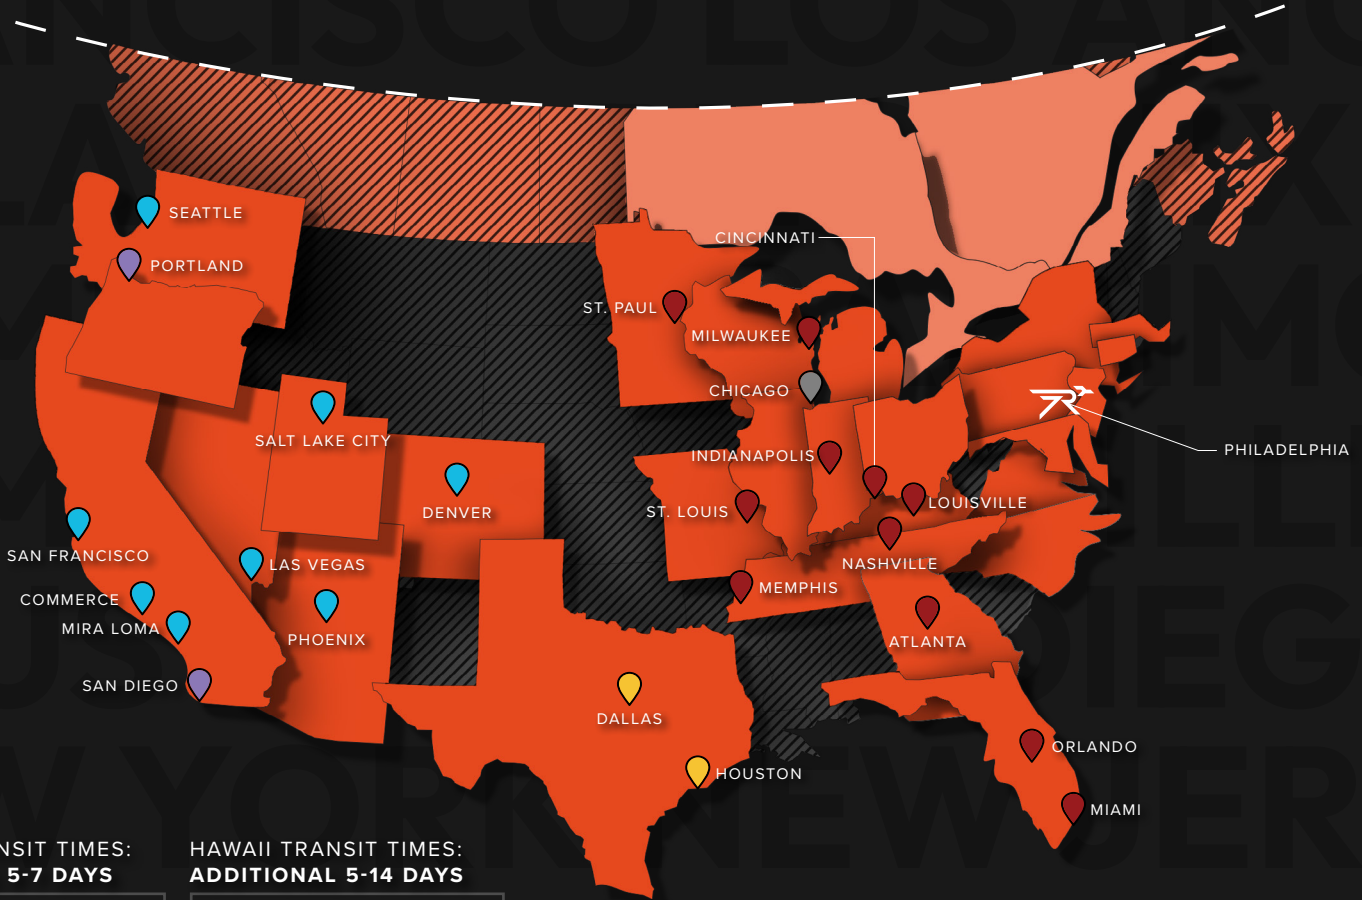 CINCINNATI
SEATTLE
PORTLAND
ST. PAUL
MILWAUKEE
CHICAGO
SALT LAKE CITY
INDIANAPOLIS
PHILADELPHIA
DENVER
ST. LOUIS
LOUISVILLE
SAN FRANCISCO
LAS VEGAS
NASHVILLE
COMMERCE
MEMPHIS
MIRA LOMA
PHOENIX
ATLANTA
SAN DIEGO
DALLAS
ORLANDO
HOUSTON
MIAMI
NSIT TIMES:
5-7 DAYS
HAWAII TRANSIT TIMES:
ADDITIONAL 5-14 DAYS